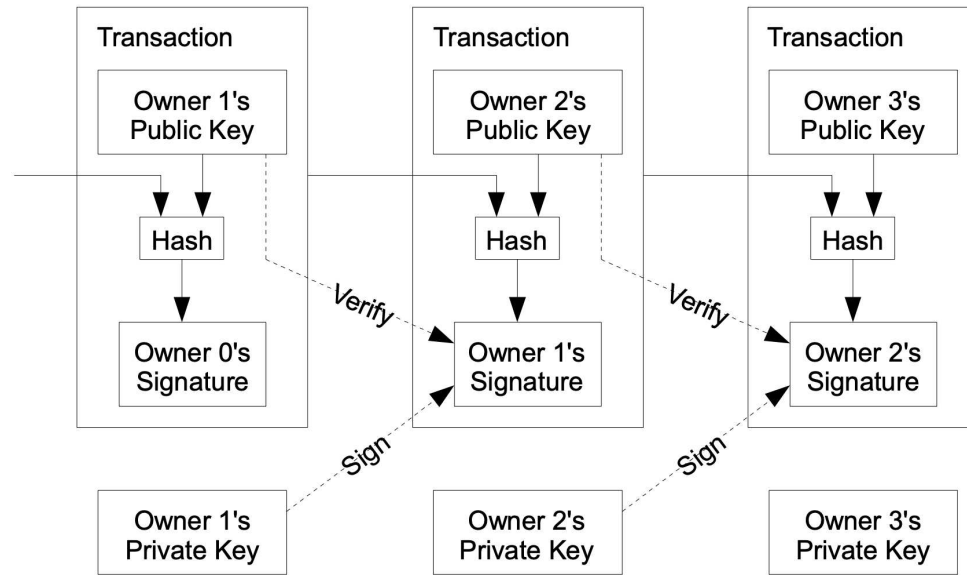 Transaction
Owner 1's
Public Key
Hash
Owner 0's
Signature
Transaction
Owner 2's
Public Key
Hash
Verify
Owner 1's
Signature
Transaction
Owner 3's
Public Key
Hash
Verify
Owner 2's
Signature
Sign
Sign
Owner 1's
Private Key
Owner 2's
Private Key
Owner 3's
Private Key